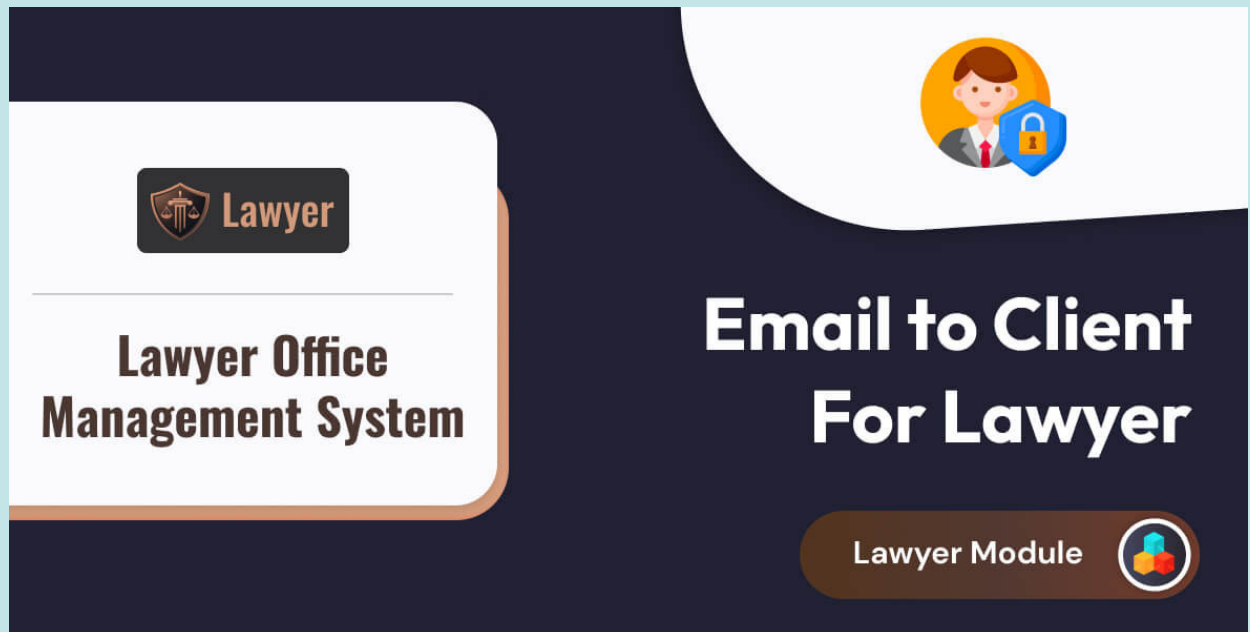 Lawyer
Lawyer Office
Management System
Email to Client
For Lawyer
Lawyer Module